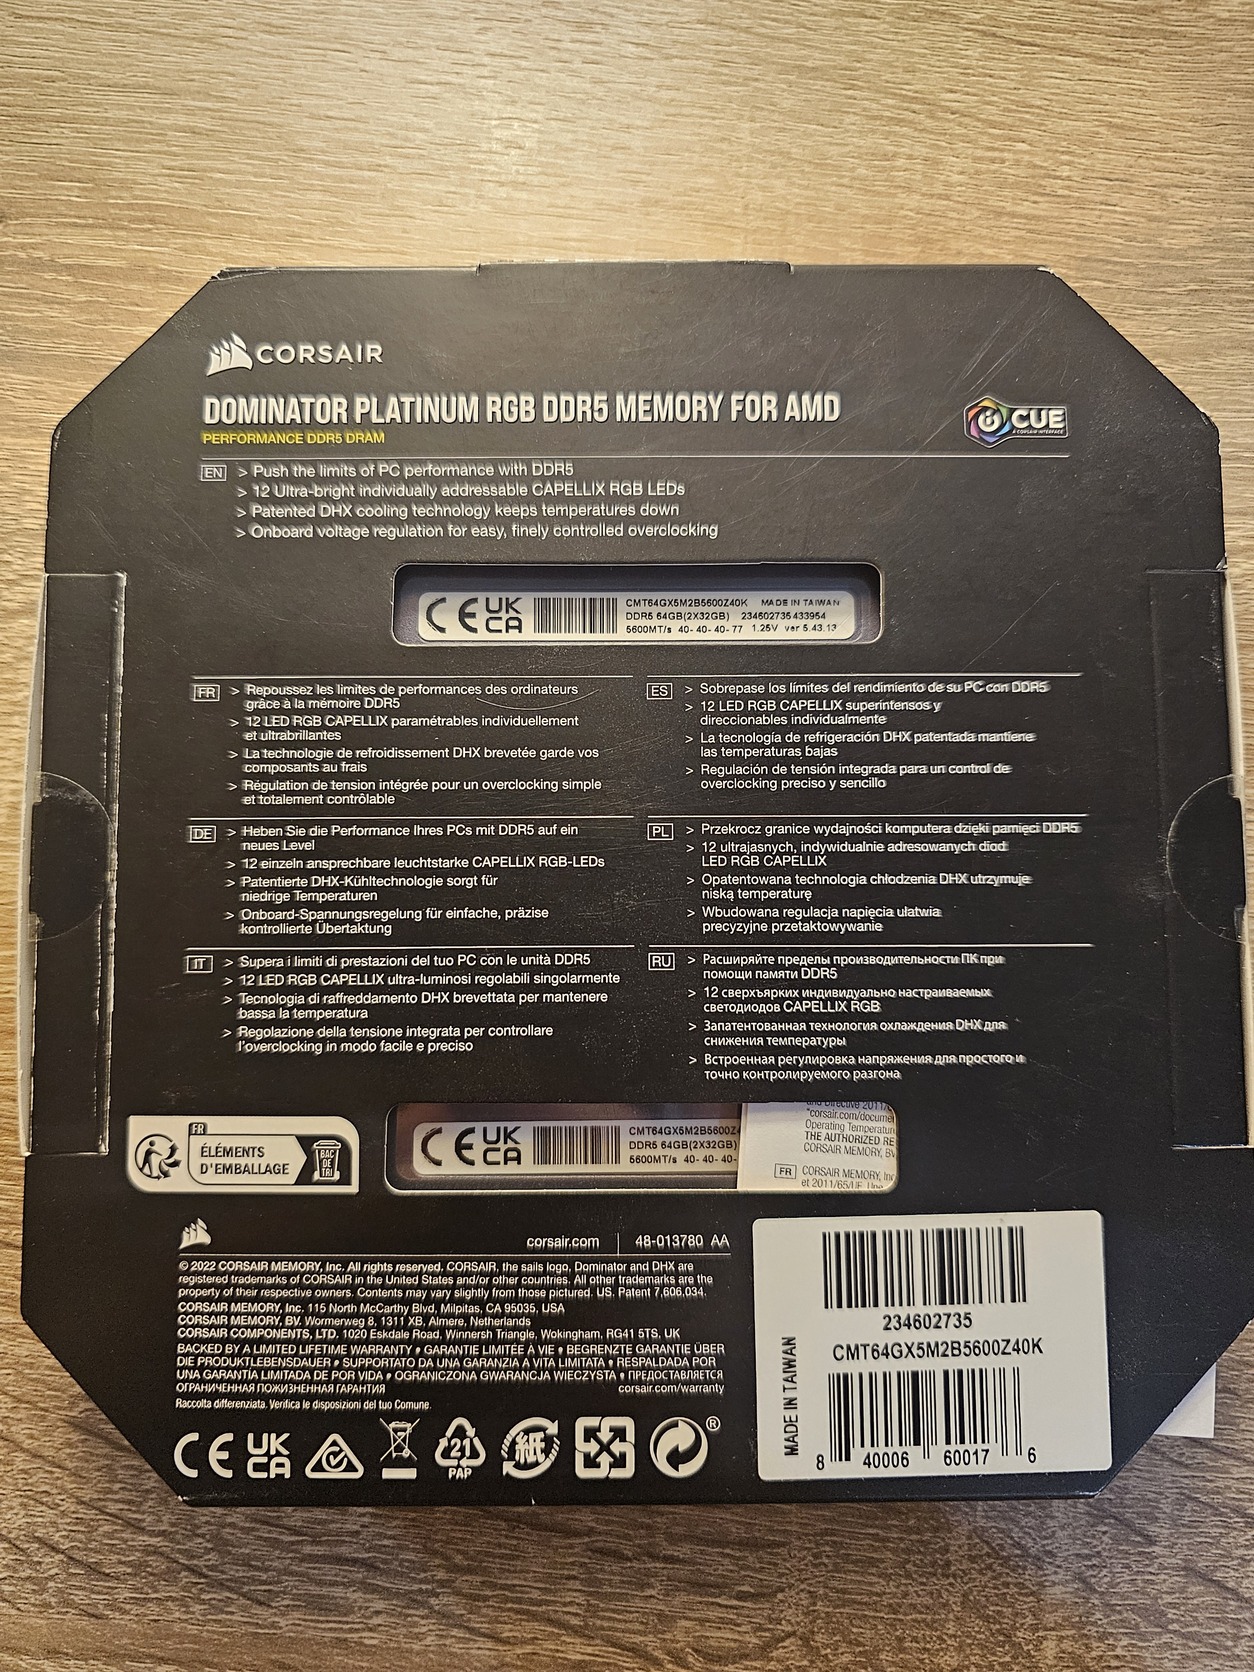 CORSAIR
DOMINATOR PLATINUM RGB DDR5 MEMORY FOR AMD
PERFORMANCE DDR5 DRAM
iCUE
A CORSAIR INTERFACE
EN
> Push the limits of PC performance with DDR5
> 12 Ultra-bright individually addressable CAPELLIX RGB LEDs
> Patented DHX cooling technology keeps temperatures down
> Onboard voltage regulation for easy, finely controlled overclocking
CE UK
CA
CMT64GX5M2B5600Z40K MADE IN TAIWAN
DDR5 64GB(2X32GB) 234602735433954
5600MT/s 40-40-40-77 1.25V ver 5.43.13
FR
> Repoussez les limites de performances des ordinateurs
grâce à la mémoire DDR5
> 12 LED RGB CAPELLIX paramétrables individuellement
et ultrabrillantes
> La technologie de refroidissement DHX brevetée garde vos
composants au frais
> Régulation de tension intégrée pour un overclocking simple
et totalement contrôlable
ES
> Sobrepase los límites del rendimiento de su PC con DDR5
> 12 LED RGB CAPELLIX superintensos y
direccionables individualmente
> La tecnología de refrigeración DHX patentada mantiene
las temperaturas bajas
> Regulación de tensión integrada para un control de
overclocking preciso y sencillo
DE
> Heben Sie die Performance Ihres PCs mit DDR5 auf ein
neues Level
> 12 einzeln ansprechbare leuchtstarke CAPELLIX RGB-LEDs
> Patentierte DHX-Kühltechnologie sorgt für
niedrige Temperaturen
> Onboard-Spannungsregelung für einfache, präzise
kontrollierte Übertaktung
PL
> Przekrocz granice wydajności komputera dzięki pamięci DDR5
> 12 ultrajasnych, indywidualnie adresowanych diod
LED RGB CAPELLIX
> Opatentowana technologia chłodzenia DHX utrzymuje
niską temperaturę
> Wbudowana regulacja napięcia ułatwia
precyzyjne przetaktowywanie
IT
> Supera i limiti di prestazioni del tuo PC con le unità DDR5
> 12 LED RGB CAPELLIX ultra-luminosi regolabili singolarmente
> Tecnologia di raffreddamento DHX brevettata per mantenere
bassa la temperatura
> Regolazione della tensione integrata per controllare
l'overclocking in modo facile e preciso
RU
> Расширяйте пределы производительности ПК при
помощи памяти DDR5
> 12 сверхъярких индивидуально настраиваемых
светодиодов CAPELLIX RGB
> Запатентованная технология охлаждения DHX для
снижения температуры
> Встроенная регулировка напряжения для простого и
точно контролируемого разгона
FR
ÉLÉMENTS
D'EMBALLAGE
BAC
DE
TRI
CE UK
CA
CMT64GX5M2B5600Z4
DDR5 64GB(2X32GB)
5600MT/s 40-40-40-
and Directive 2011/
"corsair.com/docume
Operating Temperatur
THE AUTHORIZED RE
CORSAIR MEMORY, BV
FR CORSAIR MEMORY, Inc
et 2011/65/UE
corsair.com | 48-013780 AA
© 2022 CORSAIR MEMORY, Inc. All rights reserved. CORSAIR, the sails logo, Dominator and DHX are
registered trademarks of CORSAIR in the United States and/or other countries. All other trademarks are the
property of their respective owners. Contents may vary slightly from those pictured. US. Patent 7,606,034.
CORSAIR MEMORY, Inc. 115 North McCarthy Blvd, Milpitas, CA 95035, USA
CORSAIR MEMORY, BV. Wormerweg 8, 1311 XB, Almere, Netherlands
CORSAIR COMPONENTS, LTD. 1020 Eskdale Road, Winnersh Triangle, Wokingham, RG41 5TS, UK
BACKED BY A LIMITED LIFETIME WARRANTY • GARANTIE LIMITÉE À VIE • BEGRENZTE GARANTIE ÜBER
DIE PRODUKTLEBENSDAUER • SUPPORTATO DA UNA GARANZIA A VITA LIMITATA • RESPALDADA POR
UNA GARANTÍA LIMITADA DE POR VIDA • OGRANICZONA GWARANCJA WIECZYSTA • ПРЕДОСТАВЛЯЕТСЯ
ОГРАНИЧЕННАЯ ПОЖИЗНЕННАЯ ГАРАНТИЯ corsair.com/warranty
Raccolta differenziata. Verifica le disposizioni del tuo Comune.
CE UK
CA
21
PAP
紙
®
234602735
CMT64GX5M2B5600Z40K
MADE IN TAIWAN
8 40006 60017 6